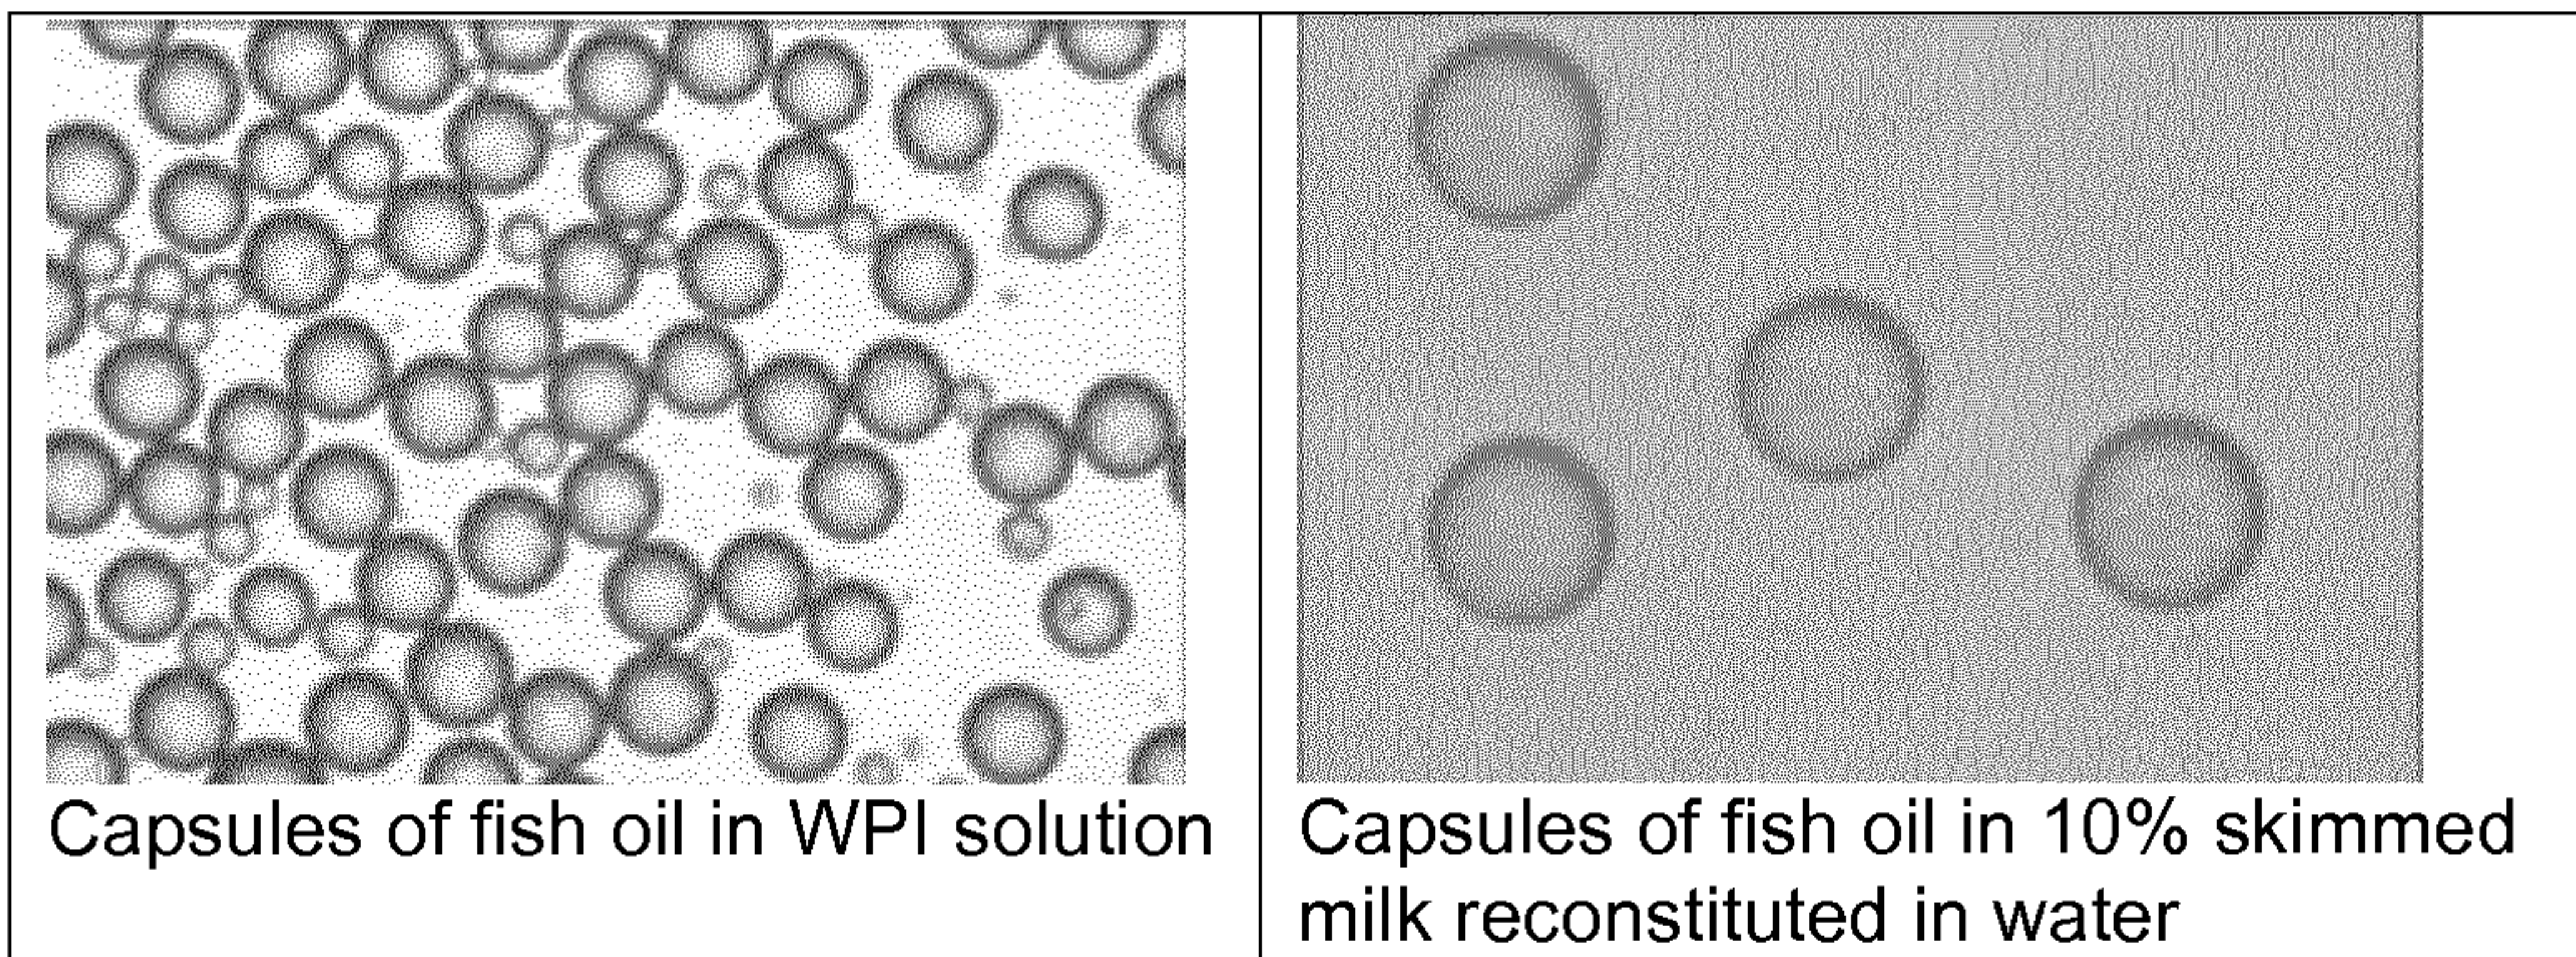 Capsules of fish oil in WPI solution
Capsules of fish oil in 10% skimmed
milk reconstituted in water